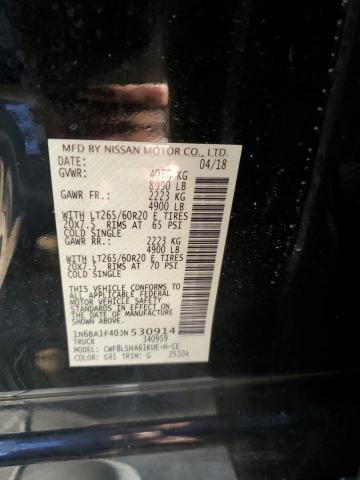 MFD BY NISSAN MOTOR CO., LTD.
DATE: 04/18
GVWR: 4077 KG
8990 LB
GAWR FR.: 2223 KG
4900 LB
WITH LT265/60R20 E TIRES
20X7.5 RIMS AT 65 PSI
COLD SINGLE
GAWR RR.: 2223 KG
4900 LB
WITH LT265/60R20 E TIRES
20X7.5 RIMS AT 70 PSI
COLD SINGLE
THIS VEHICLE CONFORMS TO
ALL APPLICABLE FEDERAL
MOTOR VEHICLE SAFETY
STANDARDS IN EFFECT ON
THE DATE OF MANUFACTURE
SHOWN ABOVE.
1N6BA1F40JN530914
TRUCK 340959
MODEL: CWF8LSHA61KUE-H-CE
COLOR: G41 TRIM: G ZS10A